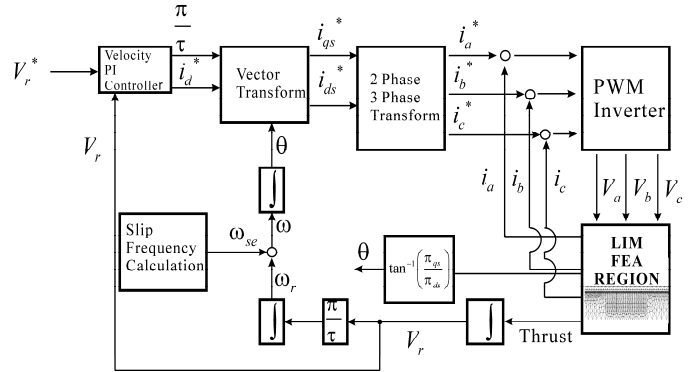 π/τ
V_r*
Velocity
PI
Controller
i_d*
Vector
Transform
i_qs*
i_ds*
2 Phase
3 Phase
Transform
i_a*
i_b*
i_c*
PWM
Inverter
V_r
θ
∫
i_a
i_b
i_c
V_a
V_b
V_c
ω
Slip
Frequency
Calculation
ω_se
ω_r
θ
tan⁻¹(π_qs/π_ds)
LIM
FEA
REGION
∫
π/τ
V_r
∫
Thrust